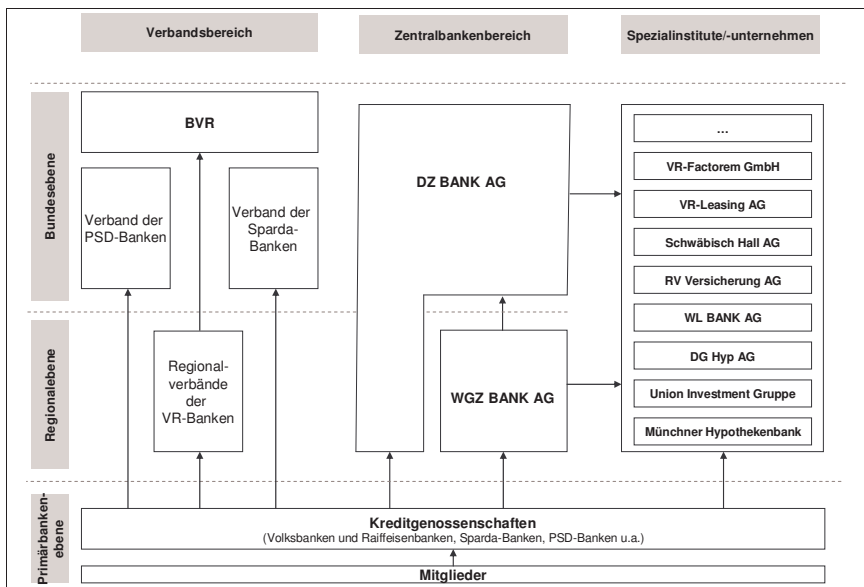 Verbandsbereich
Zentralbankenbereich
Spezialinstitute/-unternehmen
Bundesebene
BVR
Verband der
PSD-Banken
Verband der
Sparda-
Banken
DZ BANK AG
...
VR-Factorem GmbH
VR-Leasing AG
Schwäbisch Hall AG
RV Versicherung AG
WL BANK AG
DG Hyp AG
Union Investment Gruppe
Münchner Hypothekenbank
Regionalebene
Regional-
verbände
der
VR-Banken
WGZ BANK AG
Primärbanken-
ebene
Kreditgenossenschaften
(Volksbanken und Raiffeisenbanken, Sparda-Banken, PSD-Banken u.a.)
Mitglieder